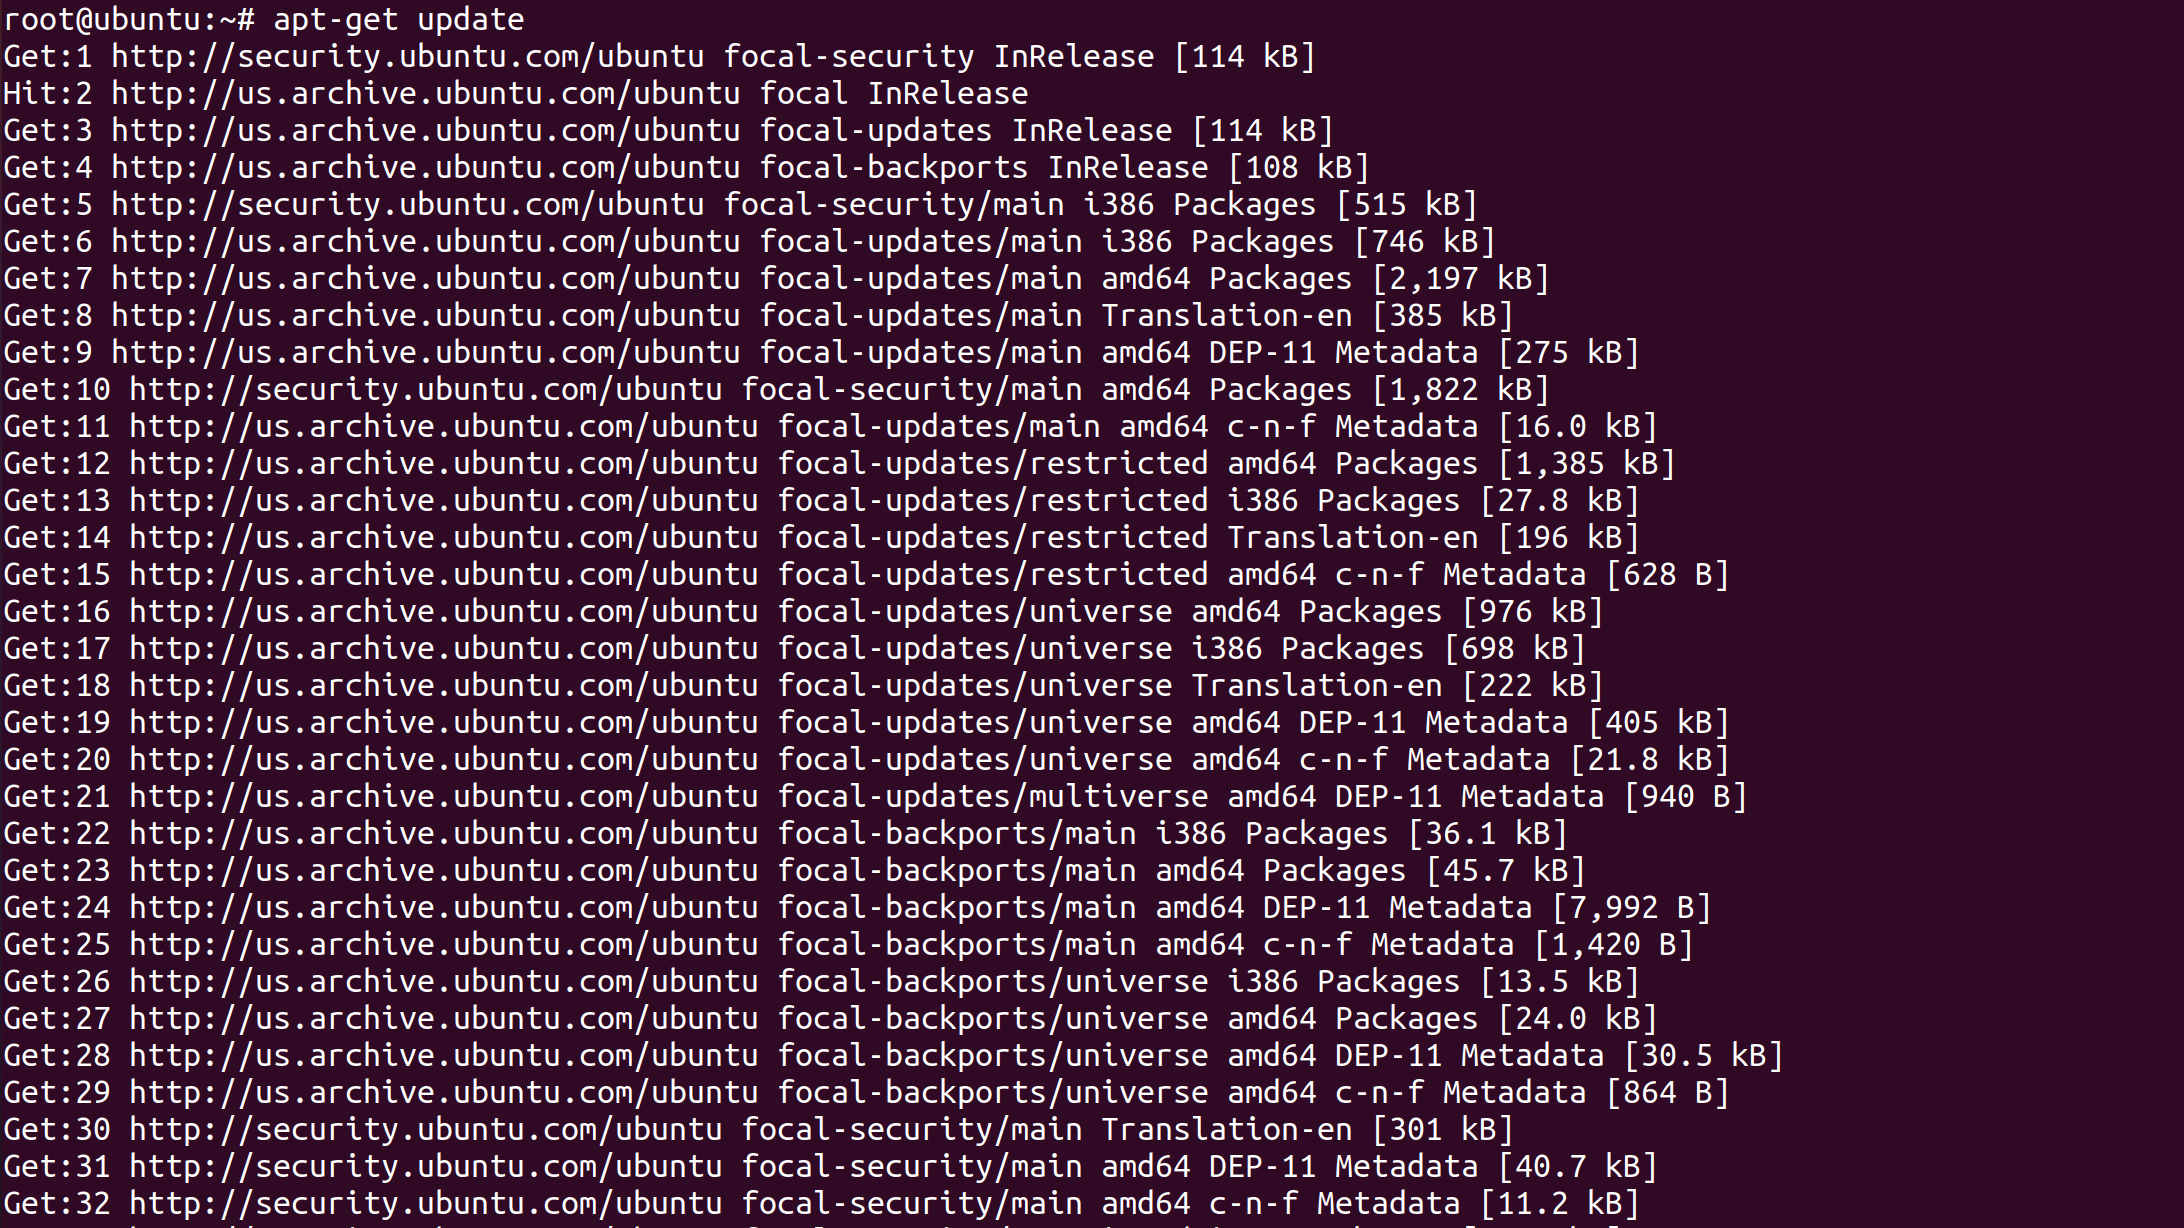 root@ubuntu:~# apt-get update
Get:1 http://security.ubuntu.com/ubuntu focal-security InRelease [114 kB]
Hit:2 http://us.archive.ubuntu.com/ubuntu focal InRelease
Get:3 http://us.archive.ubuntu.com/ubuntu focal-updates InRelease [114 kB]
Get:4 http://us.archive.ubuntu.com/ubuntu focal-backports InRelease [108 kB]
Get:5 http://security.ubuntu.com/ubuntu focal-security/main i386 Packages [515 kB]
Get:6 http://us.archive.ubuntu.com/ubuntu focal-updates/main i386 Packages [746 kB]
Get:7 http://us.archive.ubuntu.com/ubuntu focal-updates/main amd64 Packages [2,197 kB]
Get:8 http://us.archive.ubuntu.com/ubuntu focal-updates/main Translation-en [385 kB]
Get:9 http://us.archive.ubuntu.com/ubuntu focal-updates/main amd64 DEP-11 Metadata [275 kB]
Get:10 http://security.ubuntu.com/ubuntu focal-security/main amd64 Packages [1,822 kB]
Get:11 http://us.archive.ubuntu.com/ubuntu focal-updates/main amd64 c-n-f Metadata [16.0 kB]
Get:12 http://us.archive.ubuntu.com/ubuntu focal-updates/restricted amd64 Packages [1,385 kB]
Get:13 http://us.archive.ubuntu.com/ubuntu focal-updates/restricted i386 Packages [27.8 kB]
Get:14 http://us.archive.ubuntu.com/ubuntu focal-updates/restricted Translation-en [196 kB]
Get:15 http://us.archive.ubuntu.com/ubuntu focal-updates/restricted amd64 c-n-f Metadata [628 B]
Get:16 http://us.archive.ubuntu.com/ubuntu focal-updates/universe amd64 Packages [976 kB]
Get:17 http://us.archive.ubuntu.com/ubuntu focal-updates/universe i386 Packages [698 kB]
Get:18 http://us.archive.ubuntu.com/ubuntu focal-updates/universe Translation-en [222 kB]
Get:19 http://us.archive.ubuntu.com/ubuntu focal-updates/universe amd64 DEP-11 Metadata [405 kB]
Get:20 http://us.archive.ubuntu.com/ubuntu focal-updates/universe amd64 c-n-f Metadata [21.8 kB]
Get:21 http://us.archive.ubuntu.com/ubuntu focal-updates/multiverse amd64 DEP-11 Metadata [940 B]
Get:22 http://us.archive.ubuntu.com/ubuntu focal-backports/main i386 Packages [36.1 kB]
Get:23 http://us.archive.ubuntu.com/ubuntu focal-backports/main amd64 Packages [45.7 kB]
Get:24 http://us.archive.ubuntu.com/ubuntu focal-backports/main amd64 DEP-11 Metadata [7,992 B]
Get:25 http://us.archive.ubuntu.com/ubuntu focal-backports/main amd64 c-n-f Metadata [1,420 B]
Get:26 http://us.archive.ubuntu.com/ubuntu focal-backports/universe i386 Packages [13.5 kB]
Get:27 http://us.archive.ubuntu.com/ubuntu focal-backports/universe amd64 Packages [24.0 kB]
Get:28 http://us.archive.ubuntu.com/ubuntu focal-backports/universe amd64 DEP-11 Metadata [30.5 kB]
Get:29 http://us.archive.ubuntu.com/ubuntu focal-backports/universe amd64 c-n-f Metadata [864 B]
Get:30 http://security.ubuntu.com/ubuntu focal-security/main Translation-en [301 kB]
Get:31 http://security.ubuntu.com/ubuntu focal-security/main amd64 DEP-11 Metadata [40.7 kB]
Get:32 http://security.ubuntu.com/ubuntu focal-security/main amd64 c-n-f Metadata [11.2 kB]